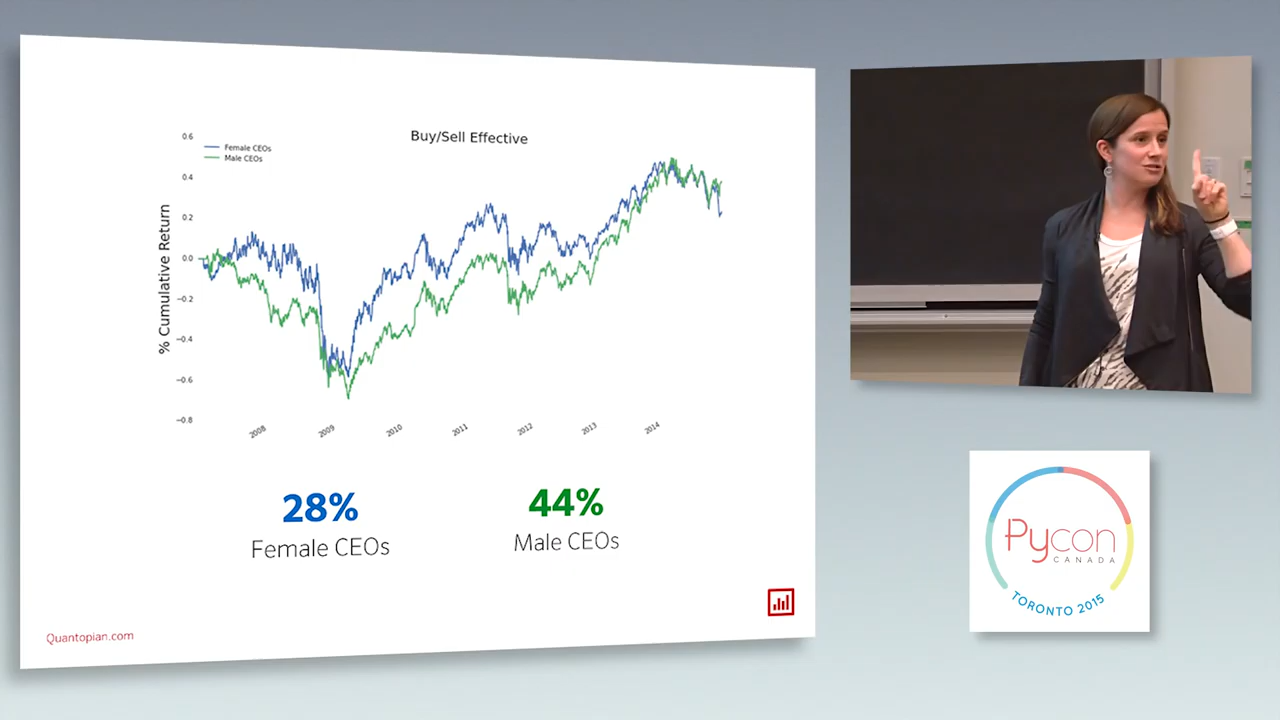 Buy/Sell Effective
Female CEOs
Male CEOs
% Cumulative Return
0.6
0.4
0.2
0.0
−0.2
−0.4
−0.6
−0.8
2008
2009
2010
2011
2012
2013
2014
28%
Female CEOs
44%
Male CEOs
Quantopian.com
Pycon
CANADA
TORONTO 2015